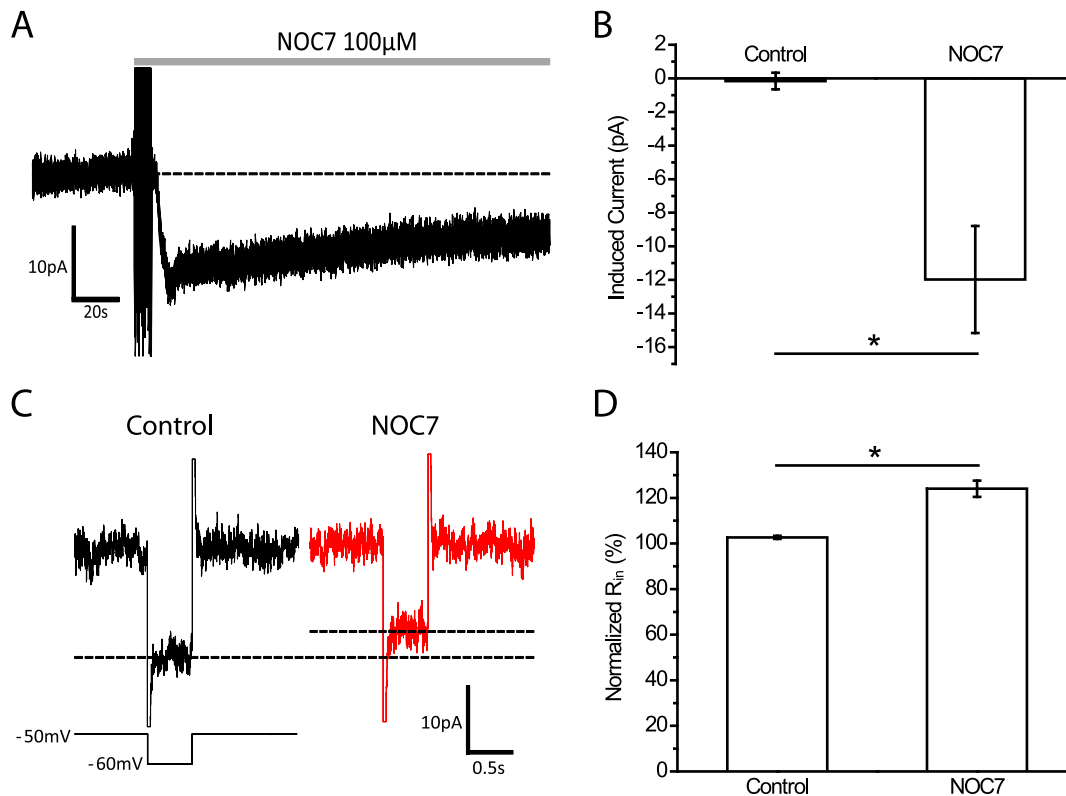 A
NOC7 100µM
10pA
20s
B
Control
NOC7
2
0
-2
-4
-6
-8
-10
-12
-14
-16
Induced Current (pA)
*
C
Control
NOC7
-50mV
-60mV
10pA
0.5s
D
140
120
100
80
60
40
20
0
Normalized Rin (%)
*
Control
NOC7